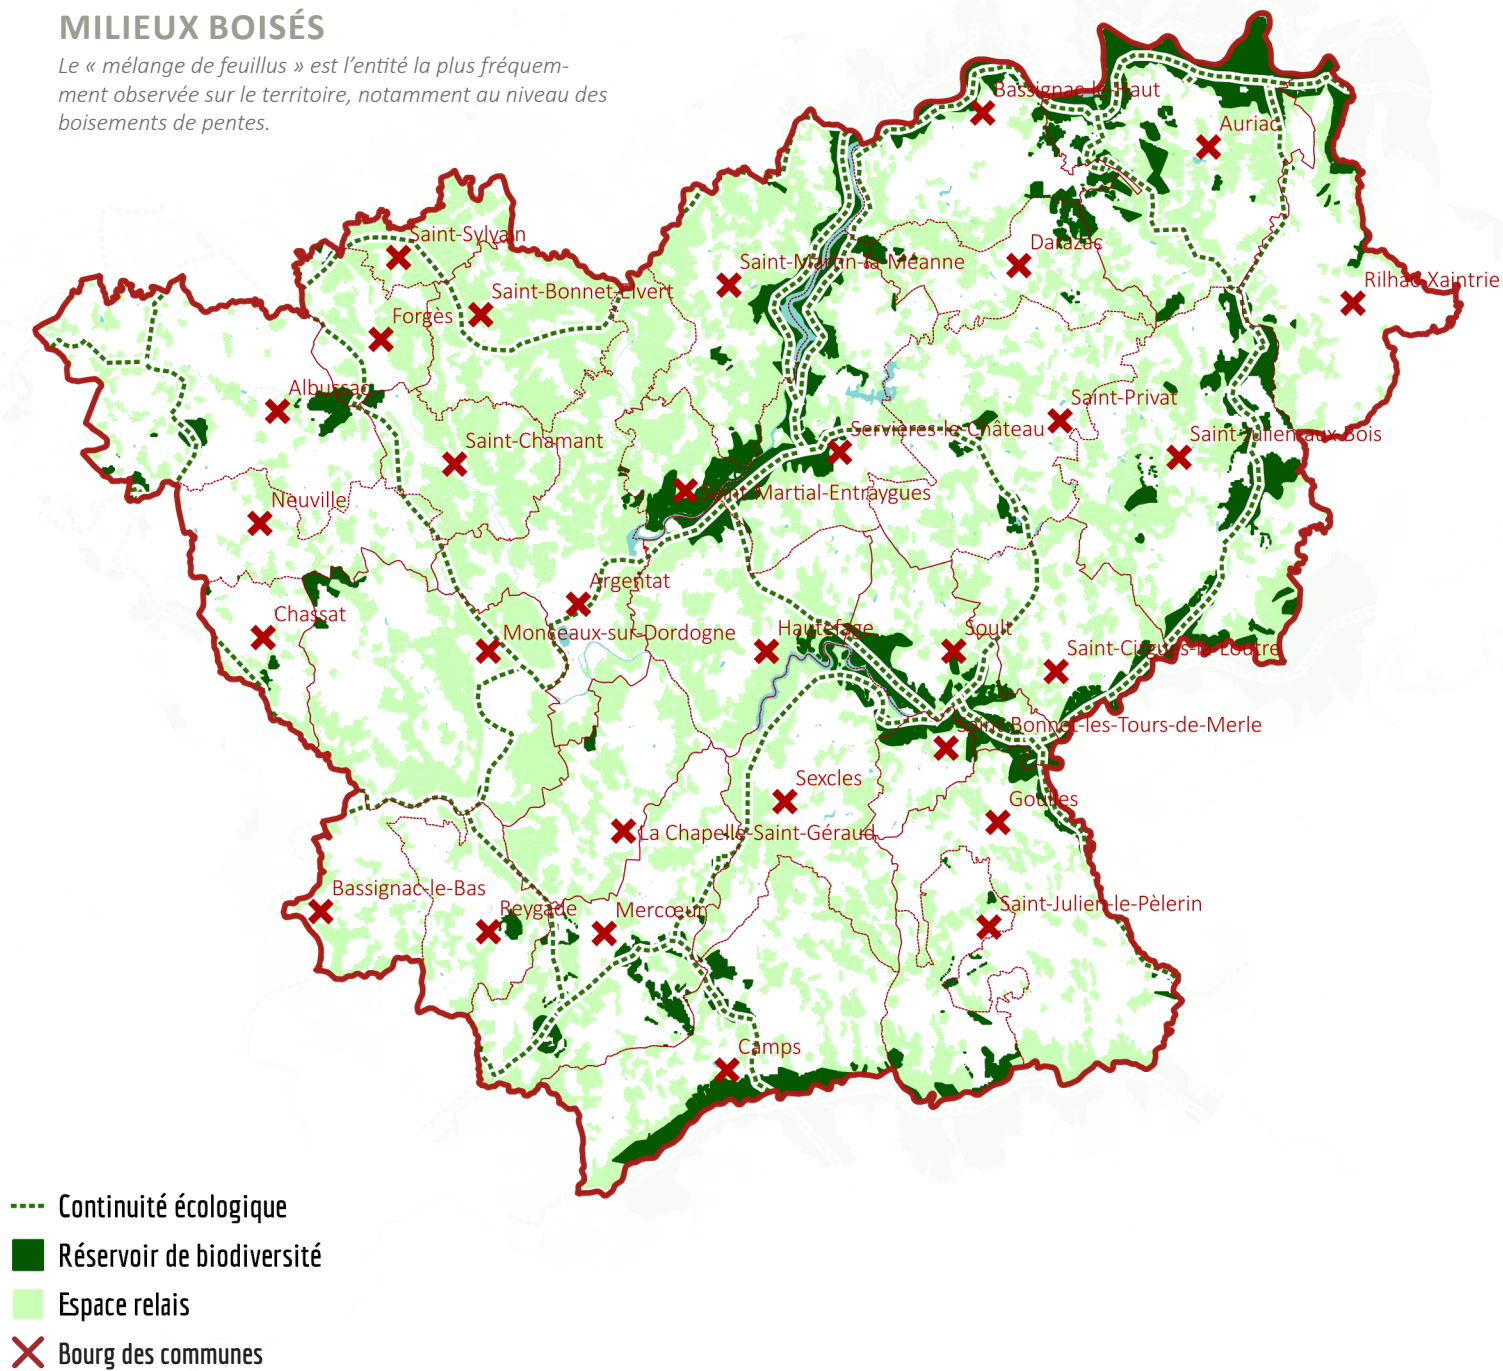 MILIEUX BOISÉS
Le « mélange de feuillus » est l’entité la plus fréquem-
ment observée sur le territoire, notamment au niveau des
boisements de pentes.
Bassignac-le-Haut
Auriac
Saint-Sylvain
Darazac
Saint-Martin-la-Méanne
Rilhac-Xaintrie
Saint-Bonnet-Elvert
Forgès
Albussac
Saint-Privat
Servières-le-Château
Saint-Julien-aux-Bois
Saint-Chamant
Neuville
Saint-Martial-Entraygues
Argentat
Chassat
Monceaux-sur-Dordogne
Hautefage
Soult
Saint-Cirgues-la-Loutre
Saint-Bonnet-les-Tours-de-Merle
Sexcles
Goulles
La Chapelle-Saint-Géraud
Bassignac-le-Bas
Reygade
Mercœur
Saint-Julien-le-Pèlerin
Camps
Continuité écologique
Réservoir de biodiversité
Espace relais
Bourg des communes